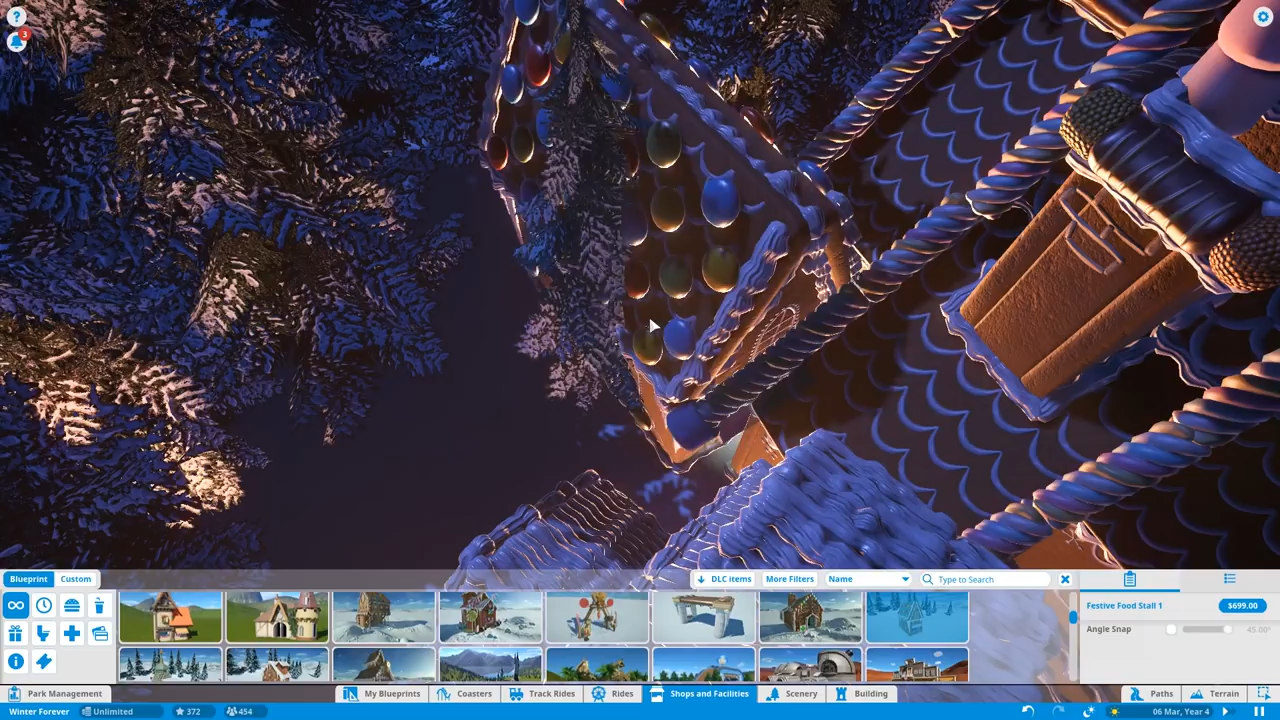 ?
3
Blueprint Custom
DLC items More Filters Name Type to Search
Festive Food Stall 1 $699.00
Angle Snap 45.00°
Park Management My Blueprints Coasters Track Rides Rides Shops and Facilities Scenery Building Paths Terrain
Winter Forever Unlimited 372 454 06 Mar, Year 4